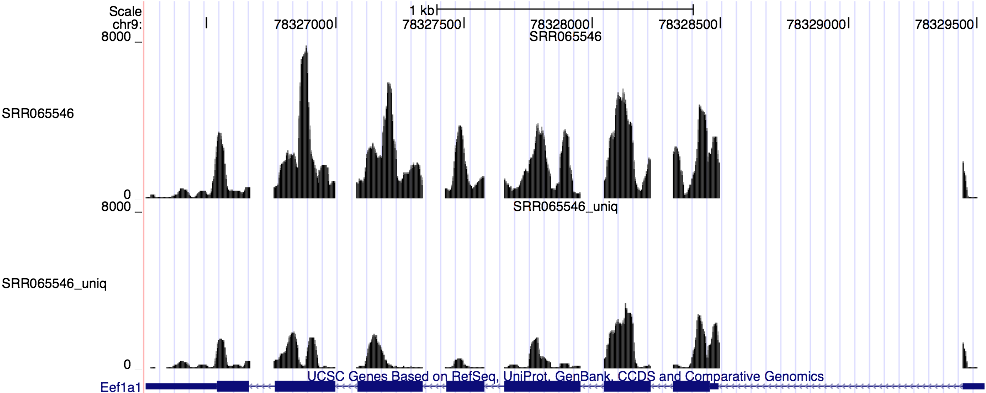 Scale 1 kb
chr9: 78327000 78327500 78328000 78328500 78329000 78329500
8000 _ SRR065546
SRR065546
0
8000 _ SRR065546_uniq
SRR065546_uniq
0
UCSC Genes Based on RefSeq, UniProt, GenBank, CCDS and Comparative Genomics
Eef1a1